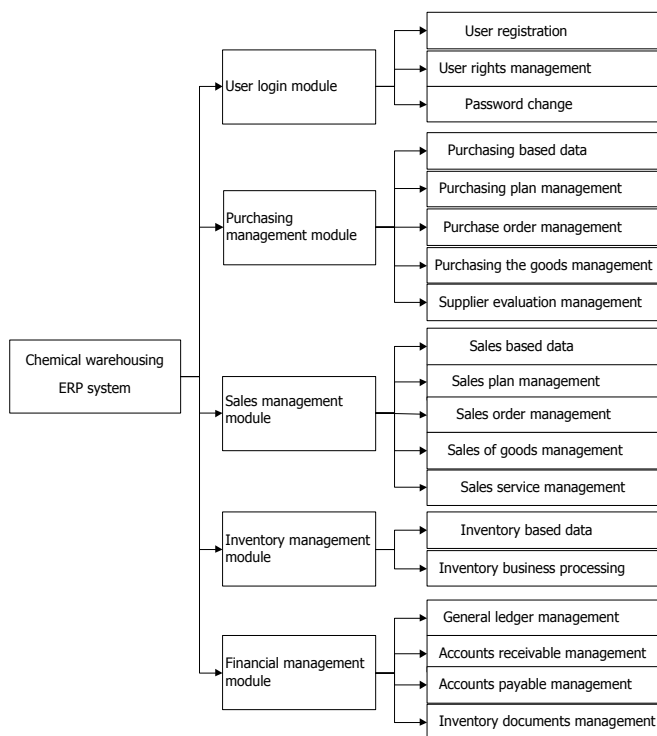 Chemical warehousing
ERP system
User login module
User registration
User rights management
Password change
Purchasing
management module
Purchasing based data
Purchasing plan management
Purchase order management
Purchasing the goods management
Supplier evaluation management
Sales management
module
Sales based data
Sales plan management
Sales order management
Sales of goods management
Sales service management
Inventory management
module
Inventory based data
Inventory business processing
Financial management
module
General ledger management
Accounts receivable management
Accounts payable management
Inventory documents management